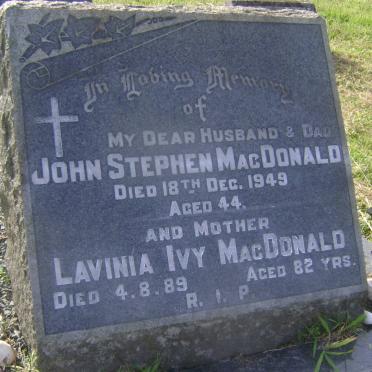 In Loving Memory
of
My Dear Husband & Dad
John Stephen MacDonald
Died 18TH Dec. 1949
Aged 44.
and Mother
Lavinia Ivy MacDonald
Died 4.8.89 Aged 82 Yrs.
R.I.P.